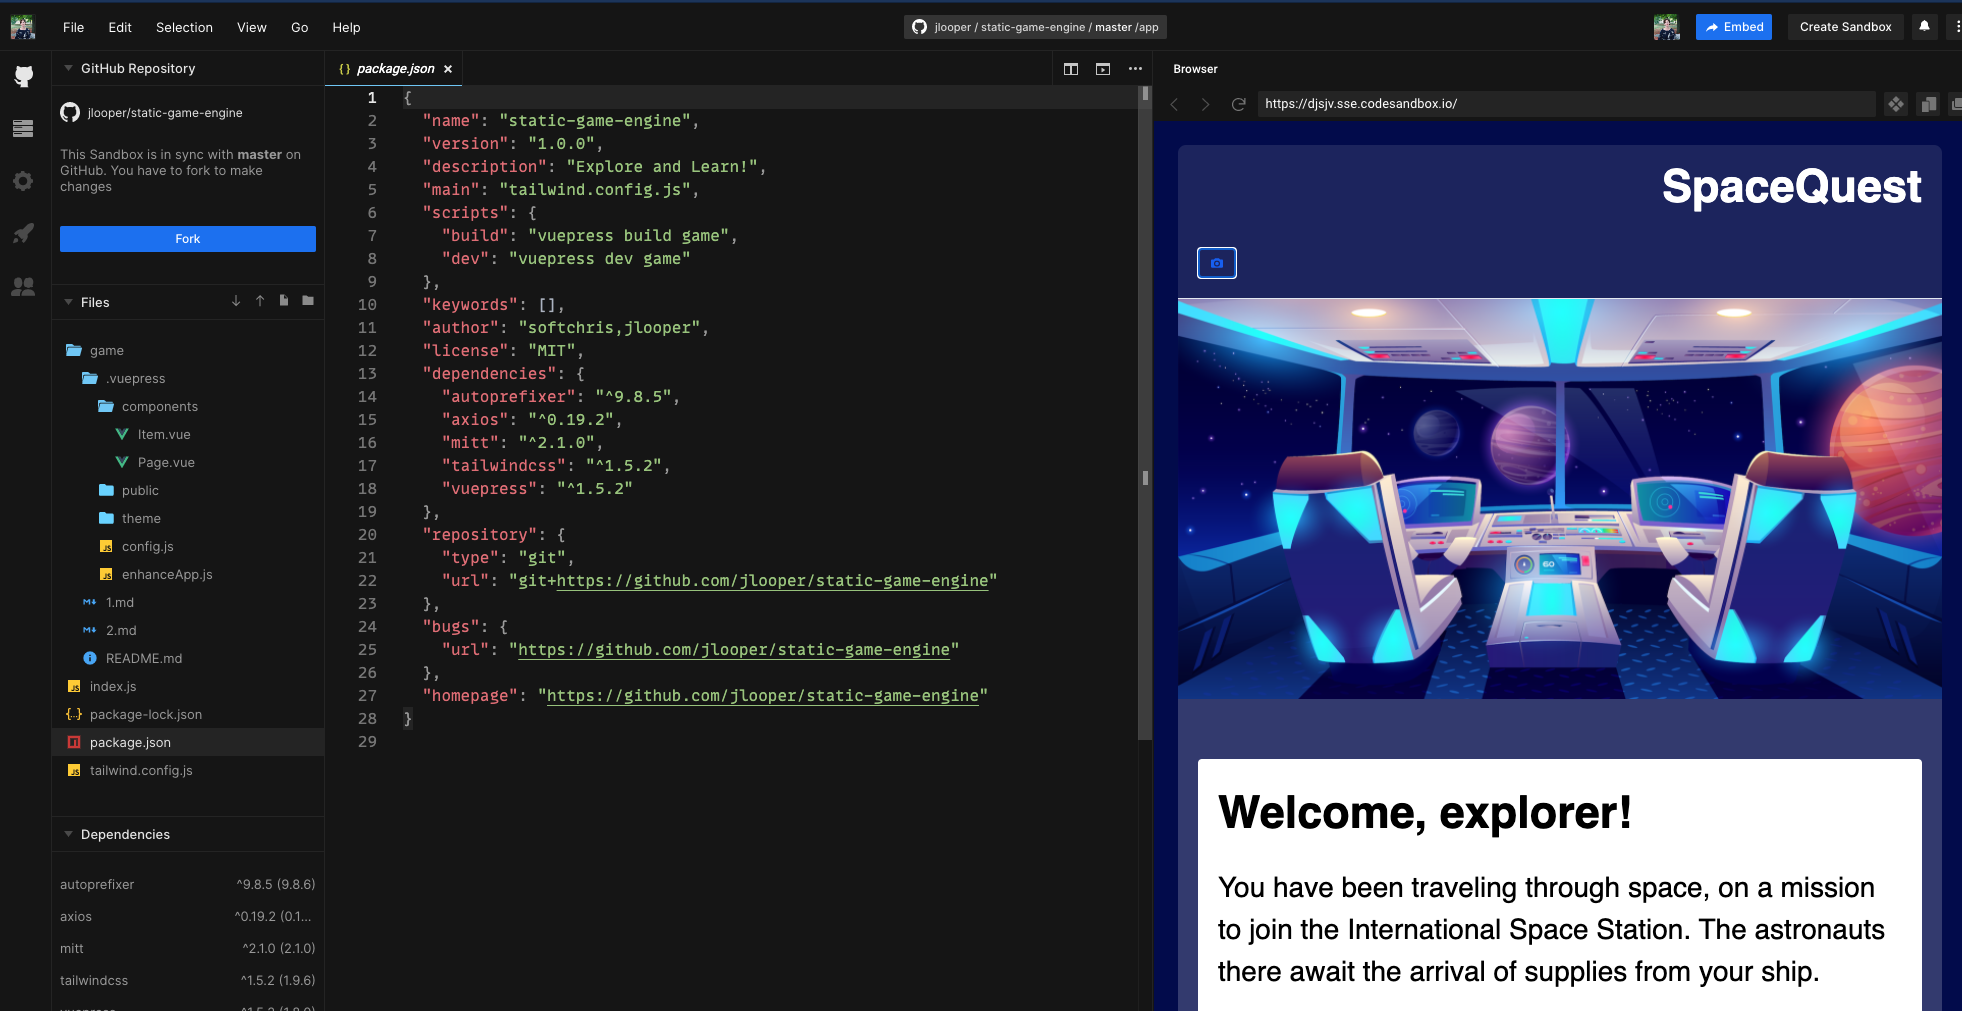 File Edit Selection View Go Help
jlooper / static-game-engine / master /app
Embed
Create Sandbox
GitHub Repository
jlooper/static-game-engine
This Sandbox is in sync with master on
GitHub. You have to fork to make
changes
Fork
Files
game
.vuepress
components
Item.vue
Page.vue
public
theme
config.js
enhanceApp.js
1.md
2.md
README.md
index.js
package-lock.json
package.json
tailwind.config.js
Dependencies
autoprefixer ^9.8.5 (9.8.6)
axios ^0.19.2 (0.1...
mitt ^2.1.0 (2.1.0)
tailwindcss ^1.5.2 (1.9.6)
{} package.json ×
1 {
2 "name": "static-game-engine",
3 "version": "1.0.0",
4 "description": "Explore and Learn!",
5 "main": "tailwind.config.js",
6 "scripts": {
7 "build": "vuepress build game",
8 "dev": "vuepress dev game"
9 },
10 "keywords": [],
11 "author": "softchris,jlooper",
12 "license": "MIT",
13 "dependencies": {
14 "autoprefixer": "^9.8.5",
15 "axios": "^0.19.2",
16 "mitt": "^2.1.0",
17 "tailwindcss": "^1.5.2",
18 "vuepress": "^1.5.2"
19 },
20 "repository": {
21 "type": "git",
22 "url": "git+https://github.com/jlooper/static-game-engine"
23 },
24 "bugs": {
25 "url": "https://github.com/jlooper/static-game-engine"
26 },
27 "homepage": "https://github.com/jlooper/static-game-engine"
28 }
29
Browser
https://djsjv.sse.codesandbox.io/
SpaceQuest
GO
Welcome, explorer!
You have been traveling through space, on a mission
to join the International Space Station. The astronauts
there await the arrival of supplies from your ship.